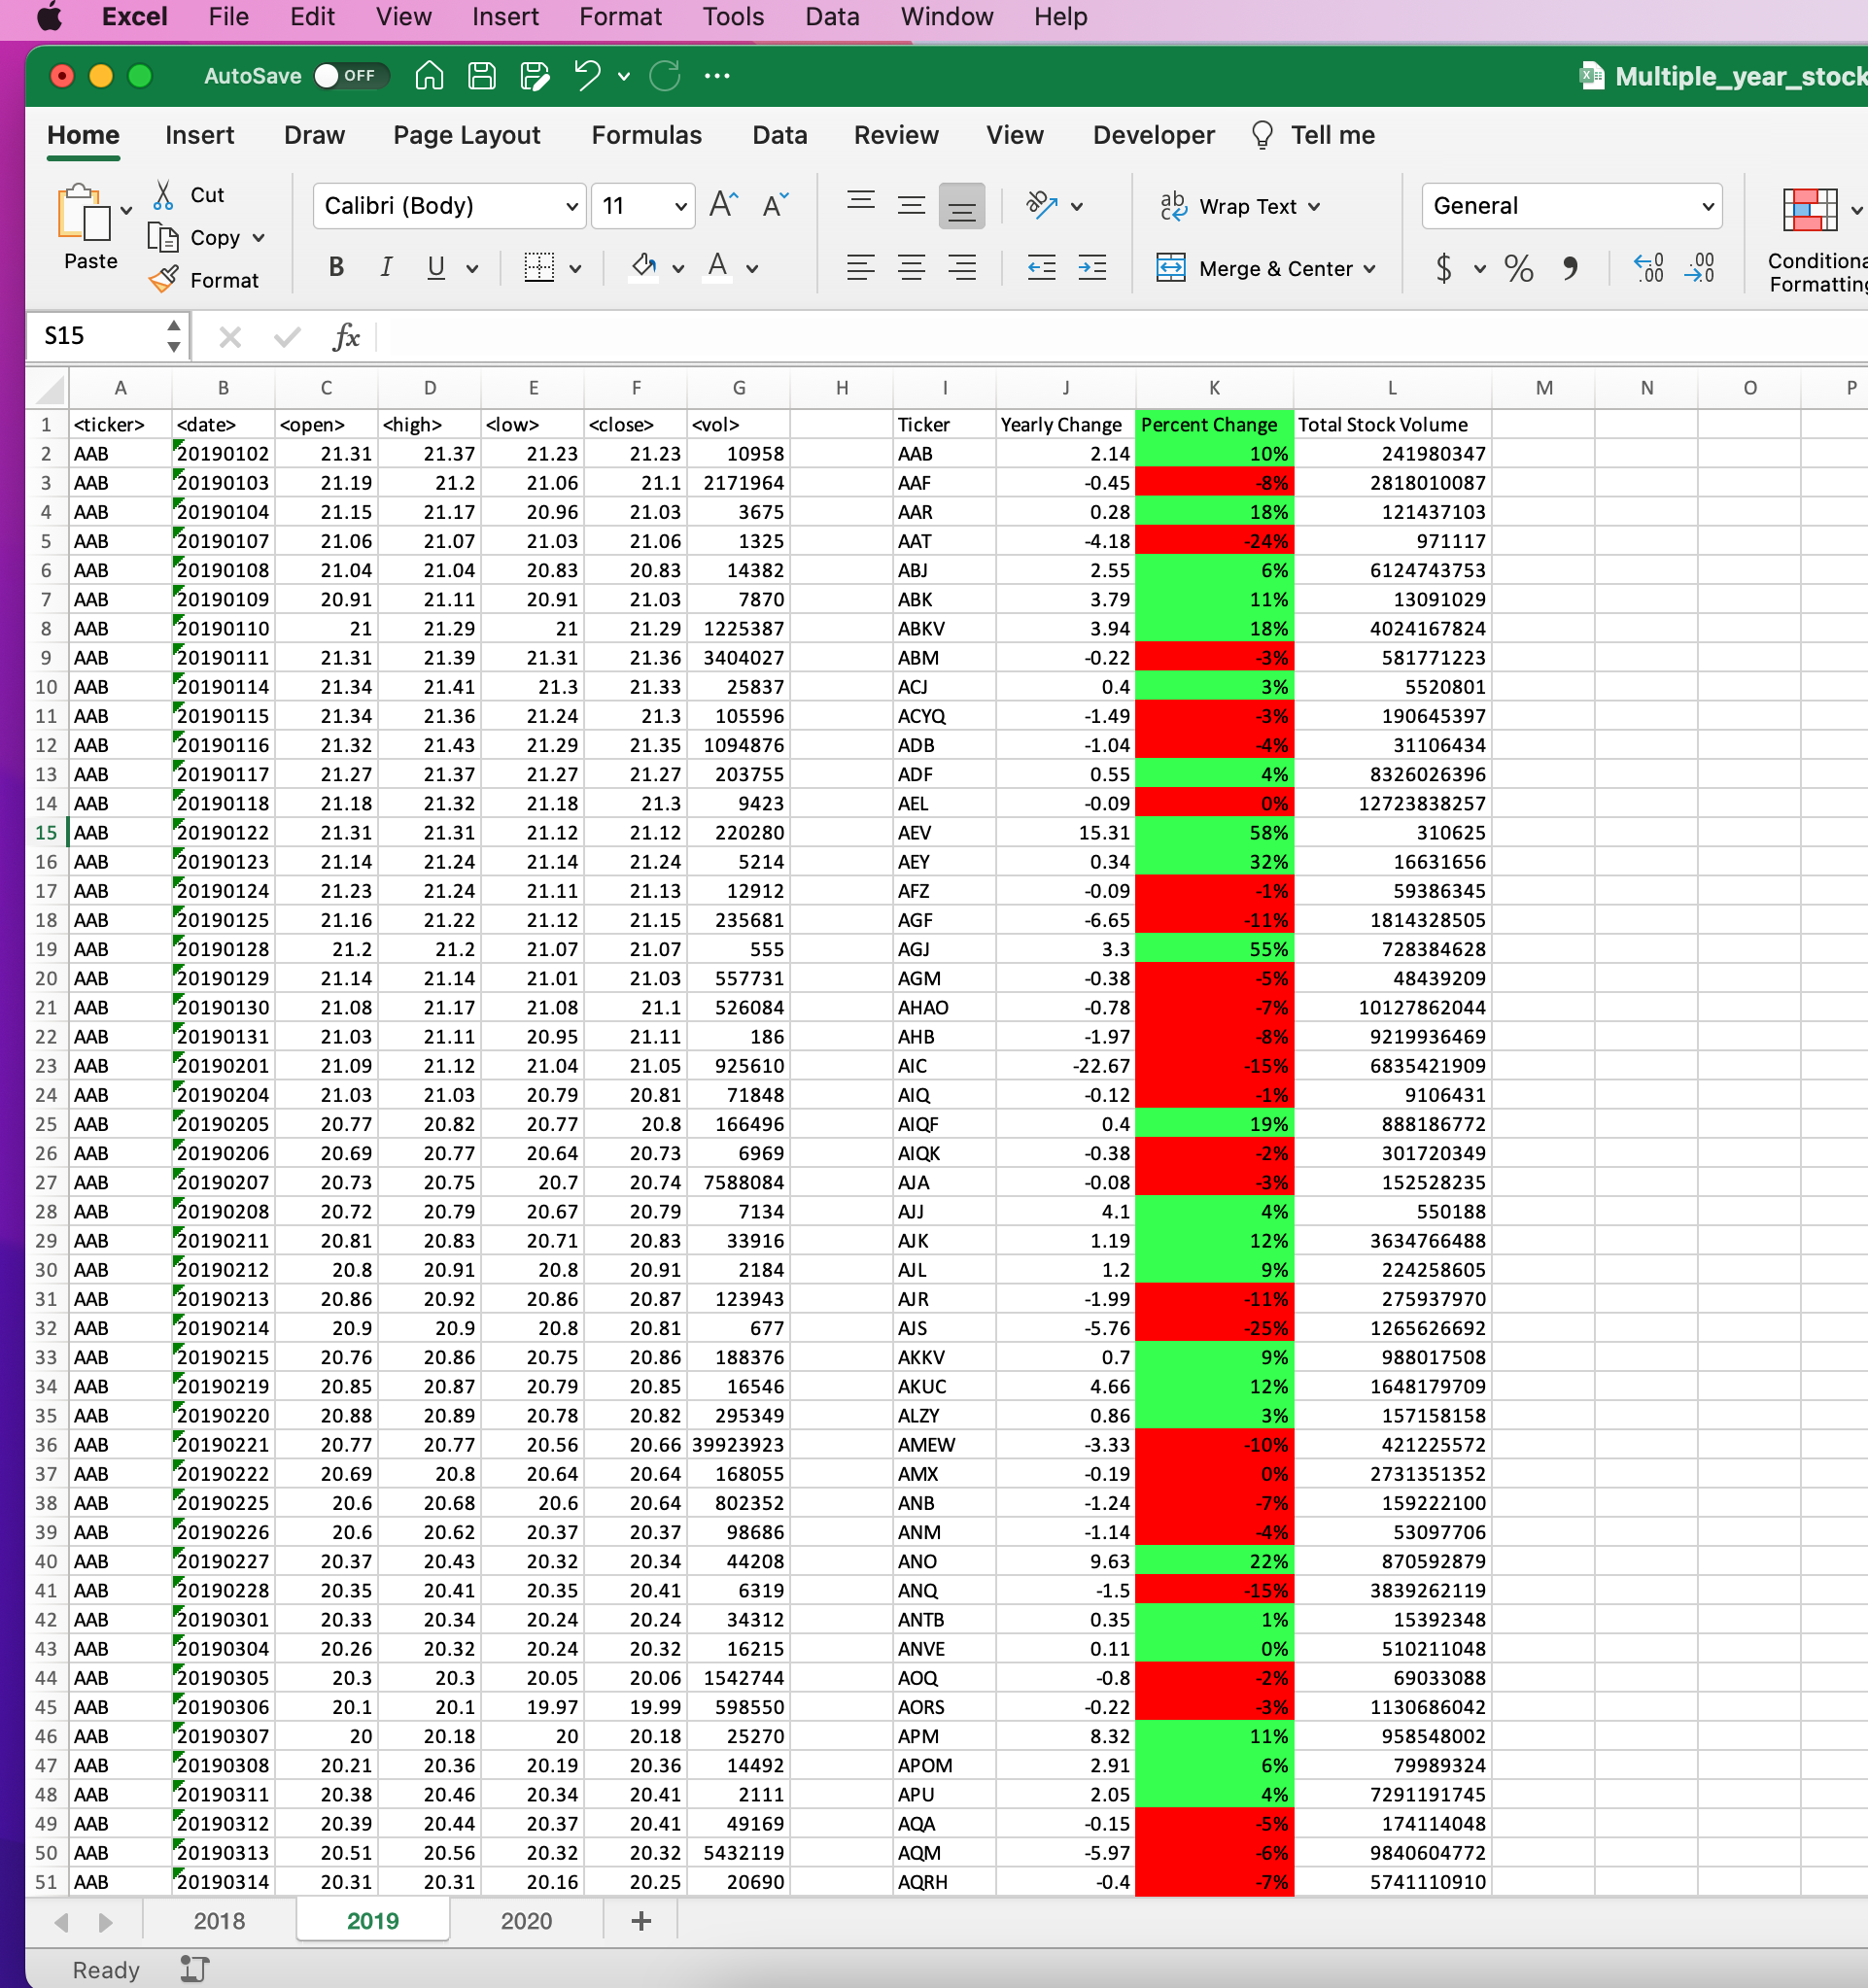 Excel File Edit View Insert Format Tools Data Window Help
AutoSave OFF Multiple_year_stock
Home Insert Draw Page Layout Formulas Data Review View Developer Tell me
Paste Cut Copy Format
Calibri (Body) 11 A A Wrap Text General
B I U A Merge & Center $ % Conditional Formatting
S15 fx
A B C D E F G H I J K L M N O P
1 <ticker> <date> <open> <high> <low> <close> <vol> Ticker Yearly Change Percent Change Total Stock Volume
2 AAB 20190102 21.31 21.37 21.23 21.23 10958 AAB 2.14 10% 241980347
3 AAB 20190103 21.19 21.2 21.06 21.1 2171964 AAF -0.45 -8% 2818010087
4 AAB 20190104 21.15 21.17 20.96 21.03 3675 AAR 0.28 18% 121437103
5 AAB 20190107 21.06 21.07 21.03 21.06 1325 AAT -4.18 -24% 971117
6 AAB 20190108 21.04 21.04 20.83 20.83 14382 ABJ 2.55 6% 6124743753
7 AAB 20190109 20.91 21.11 20.91 21.03 7870 ABK 3.79 11% 13091029
8 AAB 20190110 21 21.29 21 21.29 1225387 ABKV 3.94 18% 4024167824
9 AAB 20190111 21.31 21.39 21.31 21.36 3404027 ABM -0.22 -3% 581771223
10 AAB 20190114 21.34 21.41 21.3 21.33 25837 ACJ 0.4 3% 5520801
11 AAB 20190115 21.34 21.36 21.24 21.3 105596 ACYQ -1.49 -3% 190645397
12 AAB 20190116 21.32 21.43 21.29 21.35 1094876 ADB -1.04 -4% 31106434
13 AAB 20190117 21.27 21.37 21.27 21.27 203755 ADF 0.55 4% 8326026396
14 AAB 20190118 21.18 21.32 21.18 21.3 9423 AEL -0.09 0% 12723838257
15 AAB 20190122 21.31 21.31 21.12 21.12 220280 AEV 15.31 58% 310625
16 AAB 20190123 21.14 21.24 21.14 21.24 5214 AEY 0.34 32% 16631656
17 AAB 20190124 21.23 21.24 21.11 21.13 12912 AFZ -0.09 -1% 59386345
18 AAB 20190125 21.16 21.22 21.12 21.15 235681 AGF -6.65 -11% 1814328505
19 AAB 20190128 21.2 21.2 21.07 21.07 555 AGJ 3.3 55% 728384628
20 AAB 20190129 21.14 21.14 21.01 21.03 557731 AGM -0.38 -5% 48439209
21 AAB 20190130 21.08 21.17 21.08 21.1 526084 AHAO -0.78 -7% 10127862044
22 AAB 20190131 21.03 21.11 20.95 21.11 186 AHB -1.97 -8% 9219936469
23 AAB 20190201 21.09 21.12 21.04 21.05 925610 AIC -22.67 -15% 6835421909
24 AAB 20190204 21.03 21.03 20.79 20.81 71848 AIQ -0.12 -1% 9106431
25 AAB 20190205 20.77 20.82 20.77 20.8 166496 AIQF 0.4 19% 888186772
26 AAB 20190206 20.69 20.77 20.64 20.73 6969 AIQK -0.38 -2% 301720349
27 AAB 20190207 20.73 20.75 20.7 20.74 7588084 AJA -0.08 -3% 152528235
28 AAB 20190208 20.72 20.79 20.67 20.79 7134 AJJ 4.1 4% 550188
29 AAB 20190211 20.81 20.83 20.71 20.83 33916 AJK 1.19 12% 3634766488
30 AAB 20190212 20.8 20.91 20.8 20.91 2184 AJL 1.2 9% 224258605
31 AAB 20190213 20.86 20.92 20.86 20.87 123943 AJR -1.99 -11% 275937970
32 AAB 20190214 20.9 20.9 20.8 20.81 677 AJS -5.76 -25% 1265626692
33 AAB 20190215 20.76 20.86 20.75 20.86 188376 AKKV 0.7 9% 988017508
34 AAB 20190219 20.85 20.87 20.79 20.85 16546 AKUC 4.66 12% 1648179709
35 AAB 20190220 20.88 20.89 20.78 20.82 295349 ALZY 0.86 3% 157158158
36 AAB 20190221 20.77 20.77 20.56 20.66 39923923 AMEW -3.33 -10% 421225572
37 AAB 20190222 20.69 20.8 20.64 20.64 168055 AMX -0.19 0% 2731351352
38 AAB 20190225 20.6 20.68 20.6 20.64 802352 ANB -1.24 -7% 159222100
39 AAB 20190226 20.6 20.62 20.37 20.37 98686 ANM -1.14 -4% 53097706
40 AAB 20190227 20.37 20.43 20.32 20.34 44208 ANO 9.63 22% 870592879
41 AAB 20190228 20.35 20.41 20.35 20.41 6319 ANQ -1.5 -15% 3839262119
42 AAB 20190301 20.33 20.34 20.24 20.24 34312 ANTB 0.35 1% 15392348
43 AAB 20190304 20.26 20.32 20.24 20.32 16215 ANVE 0.11 0% 510211048
44 AAB 20190305 20.3 20.3 20.05 20.06 1542744 AOQ -0.8 -2% 69033088
45 AAB 20190306 20.1 20.1 19.97 19.99 598550 AORS -0.22 -3% 1130686042
46 AAB 20190307 20 20.18 20 20.18 25270 APM 8.32 11% 958548002
47 AAB 20190308 20.21 20.36 20.19 20.36 14492 APOM 2.91 6% 79989324
48 AAB 20190311 20.38 20.46 20.34 20.41 2111 APU 2.05 4% 7291191745
49 AAB 20190312 20.39 20.44 20.37 20.41 49169 AQA -0.15 -5% 174114048
50 AAB 20190313 20.51 20.56 20.32 20.32 5432119 AQM -5.97 -6% 9840604772
51 AAB 20190314 20.31 20.31 20.16 20.25 20690 AQRH -0.4 -7% 5741110910
2018 2019 2020 +
Ready